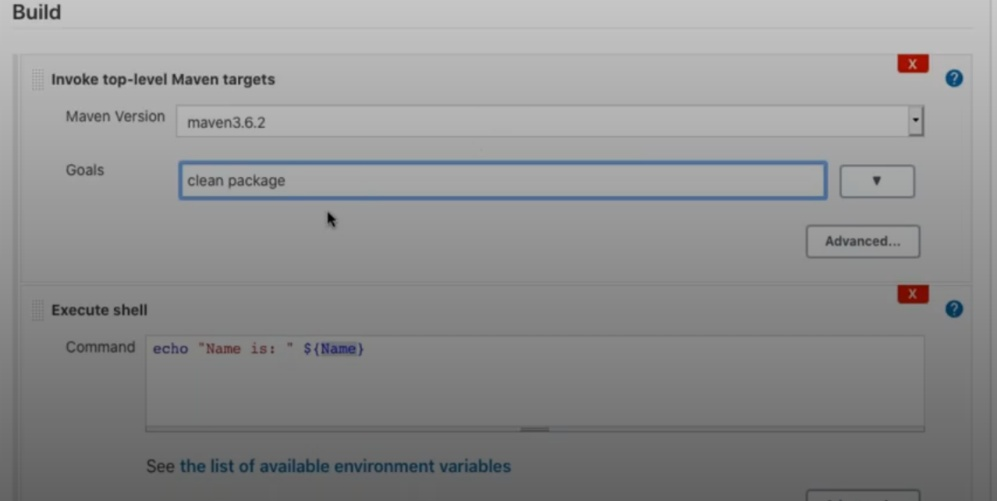 Build
Invoke top-level Maven targets
X
?
Maven Version
maven3.6.2
Goals
clean package
Advanced...
Execute shell
X
?
Command
echo "Name is: " ${Name}
See the list of available environment variables